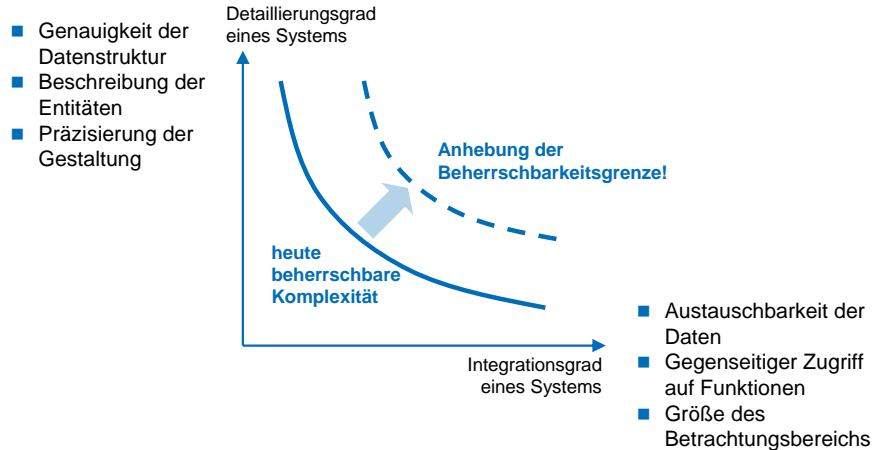 Detaillierungsgrad
eines Systems
Genauigkeit der
Datenstruktur
Beschreibung der
Entitäten
Präzisierung der
Gestaltung
Anhebung der
Beherrschbarkeitsgrenze!
heute
beherrschbare
Komplexität
Integrationsgrad
eines Systems
Austauschbarkeit der
Daten
Gegenseitiger Zugriff
auf Funktionen
Größe des
Betrachtungsbereichs